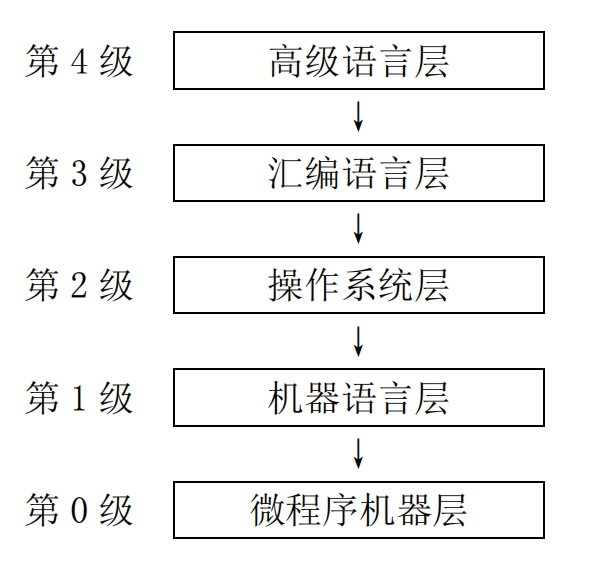 第 4 级 高级语言层
第 3 级 汇编语言层
第 2 级 操作系统层
第 1 级 机器语言层
第 0 级 微程序机器层